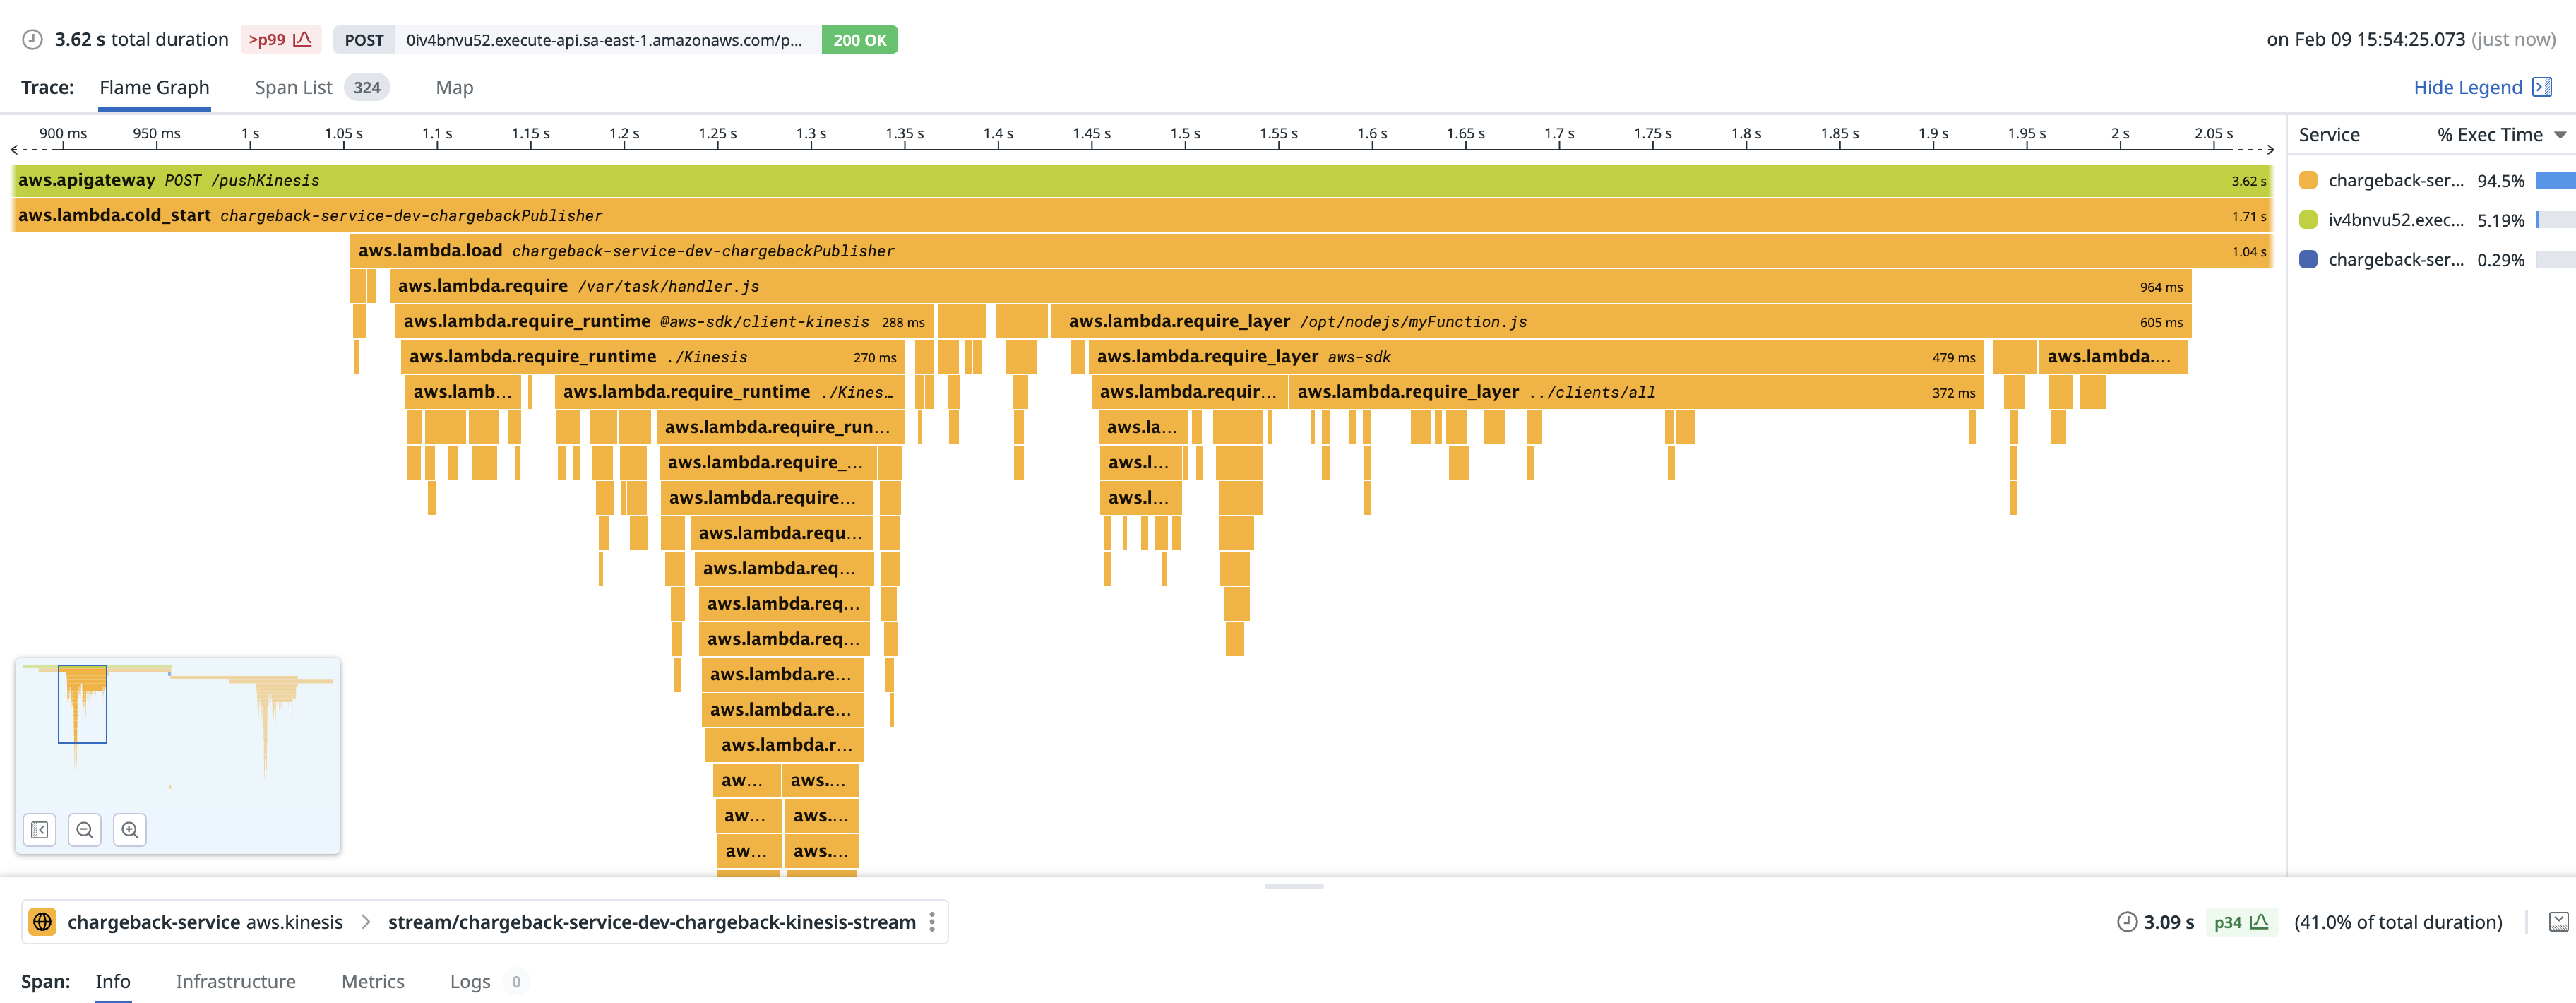 3.62 s total duration >p99 POST 0iv4bnvu52.execute-api.sa-east-1.amazonaws.com/p... 200 OK on Feb 09 15:54:25.073 (just now)
Trace: Flame Graph Span List 324 Map Hide Legend
900 ms 950 ms 1 s 1.05 s 1.1 s 1.15 s 1.2 s 1.25 s 1.3 s 1.35 s 1.4 s 1.45 s 1.5 s 1.55 s 1.6 s 1.65 s 1.7 s 1.75 s 1.8 s 1.85 s 1.9 s 1.95 s 2 s 2.05 s
Service % Exec Time
chargeback-ser... 94.5%
iv4bnvu52.exec... 5.19%
chargeback-ser... 0.29%
aws.apigateway POST /pushKinesis 3.62 s
aws.lambda.cold_start chargeback-service-dev-chargebackPublisher 1.71 s
aws.lambda.load chargeback-service-dev-chargebackPublisher 1.04 s
aws.lambda.require /var/task/handler.js 964 ms
aws.lambda.require_runtime @aws-sdk/client-kinesis 288 ms aws.lambda.require_layer /opt/nodejs/myFunction.js 605 ms
aws.lambda.require_runtime ./Kinesis 270 ms aws.lambda.require_layer aws-sdk 479 ms aws.lambda....
aws.lamb... aws.lambda.require_runtime ./Kines... aws.lambda.requir... aws.lambda.require_layer ../clients/all 372 ms
aws.lambda.require_run... aws.la...
aws.lambda.require_... aws.l...
aws.lambda.require... aws.l...
aws.lambda.requ...
aws.lambda.req...
aws.lambda.req...
aws.lambda.req...
aws.lambda.re...
aws.lambda.re...
aws.lambda.r...
aw... aws....
aw... aws....
aw... aws....
chargeback-service aws.kinesis > stream/chargeback-service-dev-chargeback-kinesis-stream 3.09 s p34 (41.0% of total duration)
Span: Info Infrastructure Metrics Logs 0